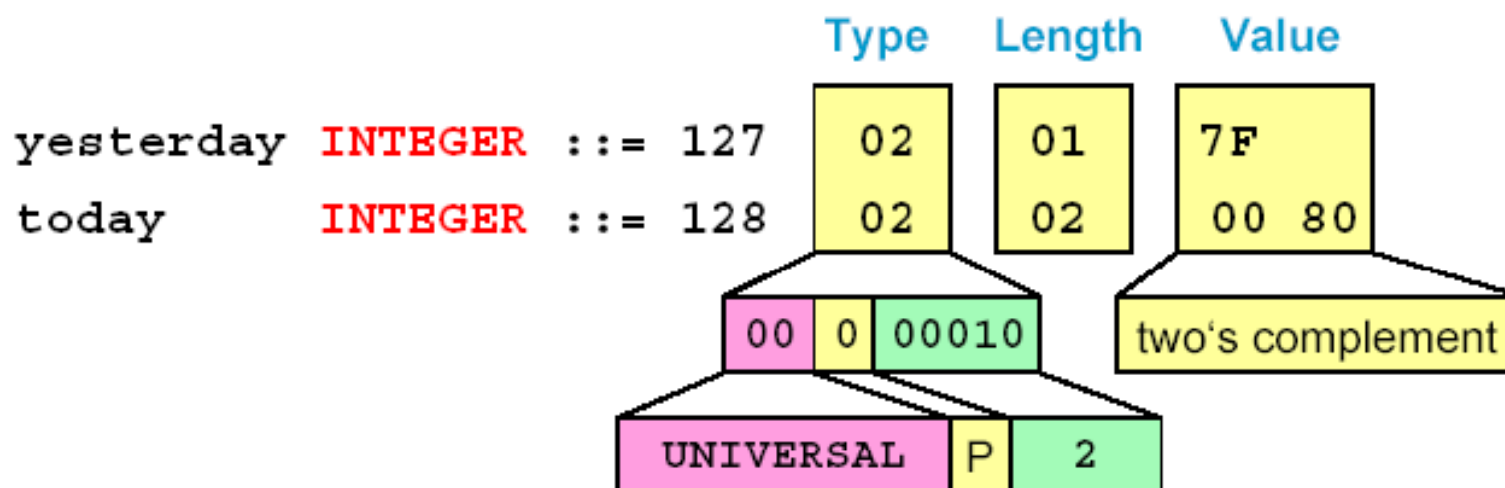 Type Length Value
yesterday INTEGER ::= 127 02 01 7F
today INTEGER ::= 128 02 02 00 80
00 0 00010 two‘s complement
UNIVERSAL P 2